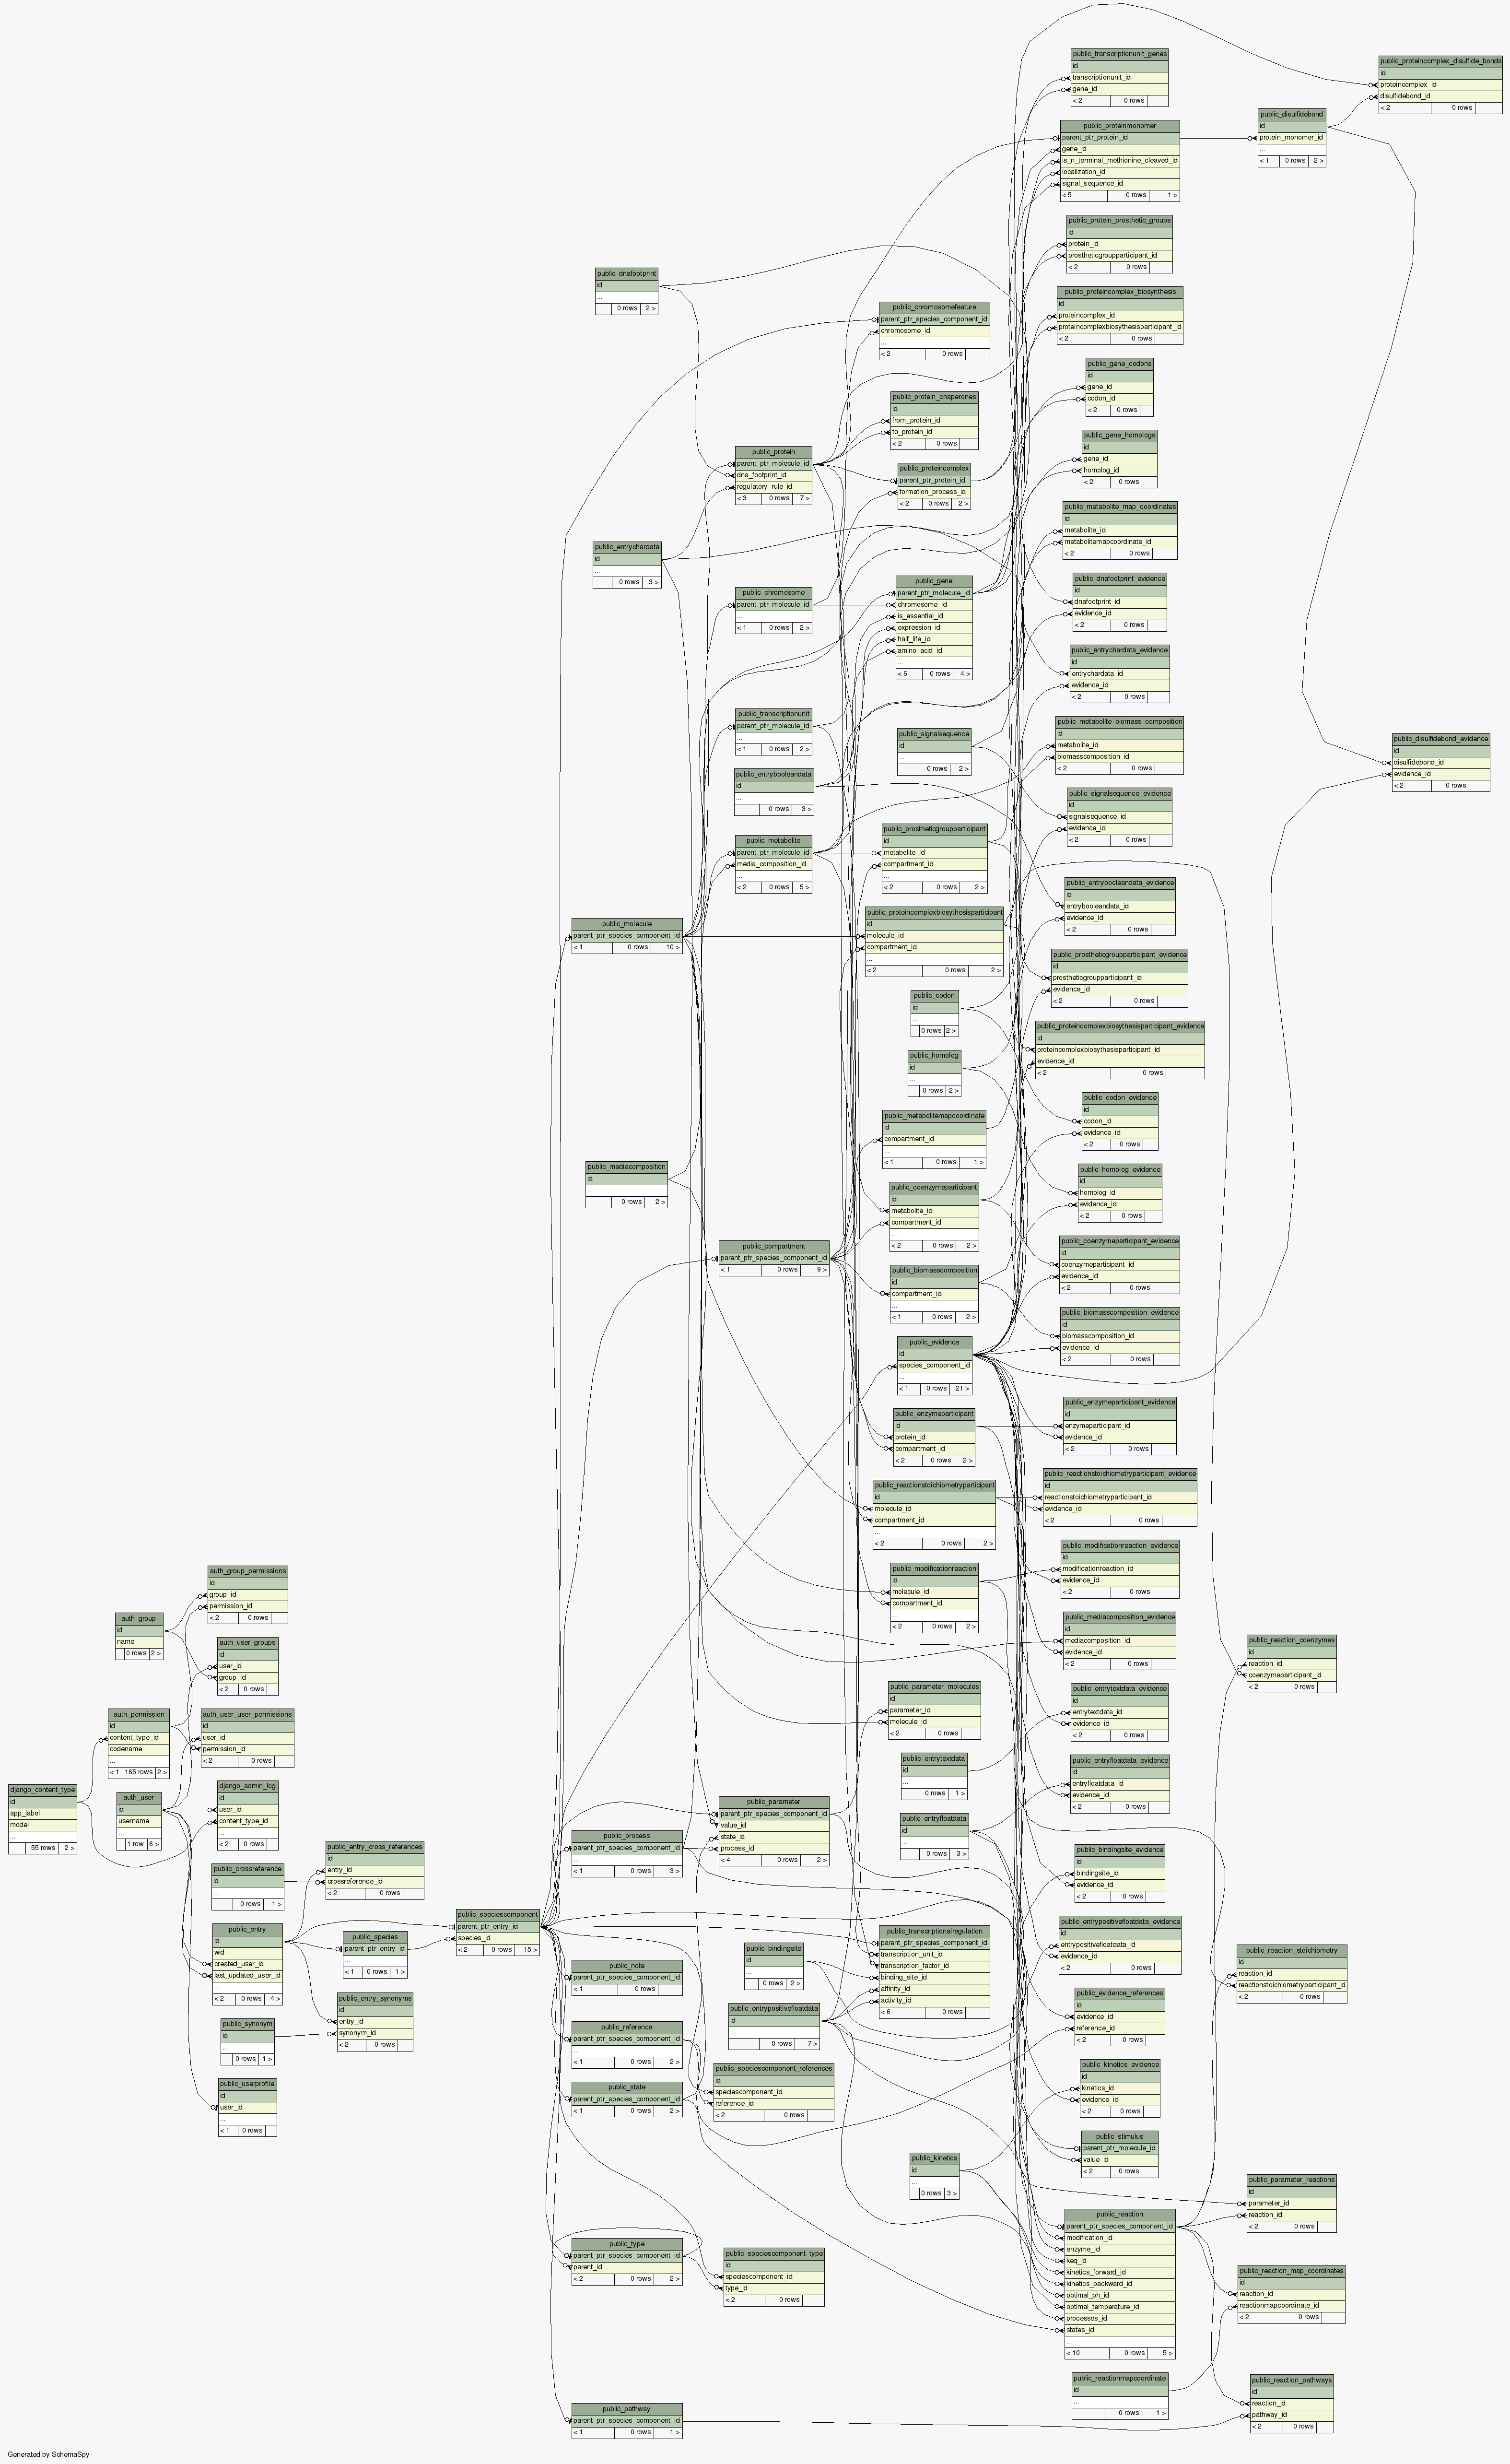 public_transcriptionunit_genes
id
transcriptionunit_id
gene_id
< 2 0 rows
public_proteincomplex_disulfide_bonds
id
proteincomplex_id
disulfidebond_id
< 2 0 rows
public_disulfidebond
id
protein_monomer_id
...
< 1 0 rows 2 >
public_proteinmonomer
parent_ptr_protein_id
gene_id
is_n_terminal_methionine_cleaved_id
localization_id
signal_sequence_id
< 5 0 rows 1 >
public_protein_prosthetic_groups
id
protein_id
prostheticgroupparticipant_id
< 2 0 rows
public_dnafootprint
id
...
0 rows 2 >
public_chromosomefeature
parent_ptr_species_component_id
chromosome_id
...
< 2 0 rows
public_proteincomplex_biosynthesis
id
proteincomplex_id
proteincomplexbiosythesisparticipant_id
< 2 0 rows
public_gene_codons
id
gene_id
codon_id
< 2 0 rows
public_protein_chaperones
id
from_protein_id
to_protein_id
< 2 0 rows
public_gene_homologs
id
gene_id
homolog_id
< 2 0 rows
public_protein
parent_ptr_molecule_id
dna_footprint_id
regulatory_rule_id
< 3 0 rows 7 >
public_proteincomplex
parent_ptr_protein_id
formation_process_id
< 2 0 rows 2 >
public_metabolite_map_coordinates
id
metabolite_id
metabolitemapcoordinate_id
< 2 0 rows
public_entrychardata
id
...
0 rows 3 >
public_chromosome
parent_ptr_molecule_id
...
< 1 0 rows 2 >
public_gene
parent_ptr_molecule_id
chromosome_id
is_essential_id
expression_id
half_life_id
amino_acid_id
...
< 6 0 rows 4 >
public_dnafootprint_evidence
id
dnafootprint_id
evidence_id
< 2 0 rows
public_entrychardata_evidence
id
entrychardata_id
evidence_id
< 2 0 rows
public_transcriptionunit
parent_ptr_molecule_id
...
< 1 0 rows 2 >
public_signalsequence
id
...
0 rows 2 >
public_metabolite_biomass_composition
id
metabolite_id
biomasscomposition_id
< 2 0 rows
public_disulfidebond_evidence
id
disulfidebond_id
evidence_id
< 2 0 rows
public_entrybooleandata
id
...
0 rows 3 >
public_signalsequence_evidence
id
signalsequence_id
evidence_id
< 2 0 rows
public_metabolite
parent_ptr_molecule_id
media_composition_id
...
< 2 0 rows 5 >
public_prostheticgroupparticipant
id
metabolite_id
compartment_id
...
< 2 0 rows 2 >
public_entrybooleandata_evidence
id
entrybooleandata_id
evidence_id
< 2 0 rows
public_molecule
parent_ptr_species_component_id
< 1 0 rows 10 >
public_proteincomplexbiosythesisparticipant
id
molecule_id
compartment_id
...
< 2 0 rows 2 >
public_prostheticgroupparticipant_evidence
id
prostheticgroupparticipant_id
evidence_id
< 2 0 rows
public_codon
id
...
0 rows 2 >
public_proteincomplexbiosythesisparticipant_evidence
id
proteincomplexbiosythesisparticipant_id
evidence_id
< 2 0 rows
public_homolog
id
...
0 rows 2 >
public_codon_evidence
id
codon_id
evidence_id
< 2 0 rows
public_metabolitemapcoordinate
id
compartment_id
...
< 1 0 rows 1 >
public_mediacomposition
id
...
0 rows 2 >
public_homolog_evidence
id
homolog_id
evidence_id
< 2 0 rows
public_coenzymeparticipant
id
metabolite_id
compartment_id
...
< 2 0 rows 2 >
public_compartment
parent_ptr_species_component_id
< 1 0 rows 9 >
public_coenzymeparticipant_evidence
id
coenzymeparticipant_id
evidence_id
< 2 0 rows
public_biomasscomposition
id
compartment_id
...
< 1 0 rows 2 >
public_biomasscomposition_evidence
id
biomasscomposition_id
evidence_id
< 2 0 rows
public_evidence
id
species_component_id
...
< 1 0 rows 21 >
public_enzymeparticipant
id
protein_id
compartment_id
< 2 0 rows 2 >
public_enzymeparticipant_evidence
id
enzymeparticipant_id
evidence_id
< 2 0 rows
public_reactionstoichiometryparticipant
id
molecule_id
compartment_id
...
< 2 0 rows 2 >
public_reactionstoichiometryparticipant_evidence
id
reactionstoichiometryparticipant_id
evidence_id
< 2 0 rows
public_modificationreaction
id
molecule_id
compartment_id
...
< 2 0 rows 2 >
public_modificationreaction_evidence
id
modificationreaction_id
evidence_id
< 2 0 rows
auth_group_permissions
id
group_id
permission_id
< 2 0 rows
auth_group
id
name
0 rows 2 >
public_mediacomposition_evidence
id
mediacomposition_id
evidence_id
< 2 0 rows
auth_user_groups
id
user_id
group_id
< 2 0 rows
public_reaction_coenzymes
id
reaction_id
coenzymeparticipant_id
< 2 0 rows
public_parameter_molecules
id
parameter_id
molecule_id
< 2 0 rows
public_entrytextdata_evidence
id
entrytextdata_id
evidence_id
< 2 0 rows
auth_permission
id
content_type_id
codename
...
< 1 165 rows 2 >
auth_user_user_permissions
id
user_id
permission_id
< 2 0 rows
public_entrytextdata
id
...
0 rows 1 >
public_entryfloatdata_evidence
id
entryfloatdata_id
evidence_id
< 2 0 rows
django_content_type
id
app_label
model
...
55 rows 2 >
auth_user
id
username
...
1 row 6 >
django_admin_log
id
user_id
content_type_id
...
< 2 0 rows
public_parameter
parent_ptr_species_component_id
value_id
state_id
process_id
< 4 0 rows 2 >
public_entryfloatdata
id
...
0 rows 3 >
public_process
parent_ptr_species_component_id
...
< 1 0 rows 3 >
public_entry_cross_references
id
entry_id
crossreference_id
< 2 0 rows
public_bindingsite_evidence
id
bindingsite_id
evidence_id
< 2 0 rows
public_crossreference
id
...
0 rows 1 >
public_speciescomponent
parent_ptr_entry_id
species_id
< 2 0 rows 15 >
public_entry
id
wid
created_user_id
last_updated_user_id
...
< 2 0 rows 4 >
public_species
parent_ptr_entry_id
...
< 1 0 rows 1 >
public_transcriptionalregulation
parent_ptr_species_component_id
transcription_unit_id
transcription_factor_id
binding_site_id
affinity_id
activity_id
< 6 0 rows
public_entrypositivefloatdata_evidence
id
entrypositivefloatdata_id
evidence_id
< 2 0 rows
public_bindingsite
id
...
0 rows 2 >
public_reaction_stoichiometry
id
reaction_id
reactionstoichiometryparticipant_id
< 2 0 rows
public_note
parent_ptr_species_component_id
< 1 0 rows
public_entry_synonyms
id
entry_id
synonym_id
< 2 0 rows
public_entrypositivefloatdata
id
...
0 rows 7 >
public_evidence_references
id
evidence_id
reference_id
< 2 0 rows
public_synonym
id
...
0 rows 1 >
public_reference
parent_ptr_species_component_id
...
< 1 0 rows 2 >
public_speciescomponent_references
id
speciescomponent_id
reference_id
< 2 0 rows
public_kinetics_evidence
id
kinetics_id
evidence_id
< 2 0 rows
public_userprofile
id
user_id
...
< 1 0 rows
public_state
parent_ptr_species_component_id
< 1 0 rows 2 >
public_stimulus
parent_ptr_molecule_id
value_id
< 2 0 rows
public_kinetics
id
...
0 rows 3 >
public_parameter_reactions
id
parameter_id
reaction_id
< 2 0 rows
public_reaction
parent_ptr_species_component_id
modification_id
enzyme_id
keq_id
kinetics_forward_id
kinetics_backward_id
optimal_ph_id
optimal_temperature_id
processes_id
states_id
...
< 10 0 rows 5 >
public_type
parent_ptr_species_component_id
parent_id
< 2 0 rows 2 >
public_speciescomponent_type
id
speciescomponent_id
type_id
< 2 0 rows
public_reaction_map_coordinates
id
reaction_id
reactionmapcoordinate_id
< 2 0 rows
public_reactionmapcoordinate
id
...
0 rows 1 >
public_reaction_pathways
id
reaction_id
pathway_id
< 2 0 rows
public_pathway
parent_ptr_species_component_id
< 1 0 rows 1 >
Generated by SchemaSpy